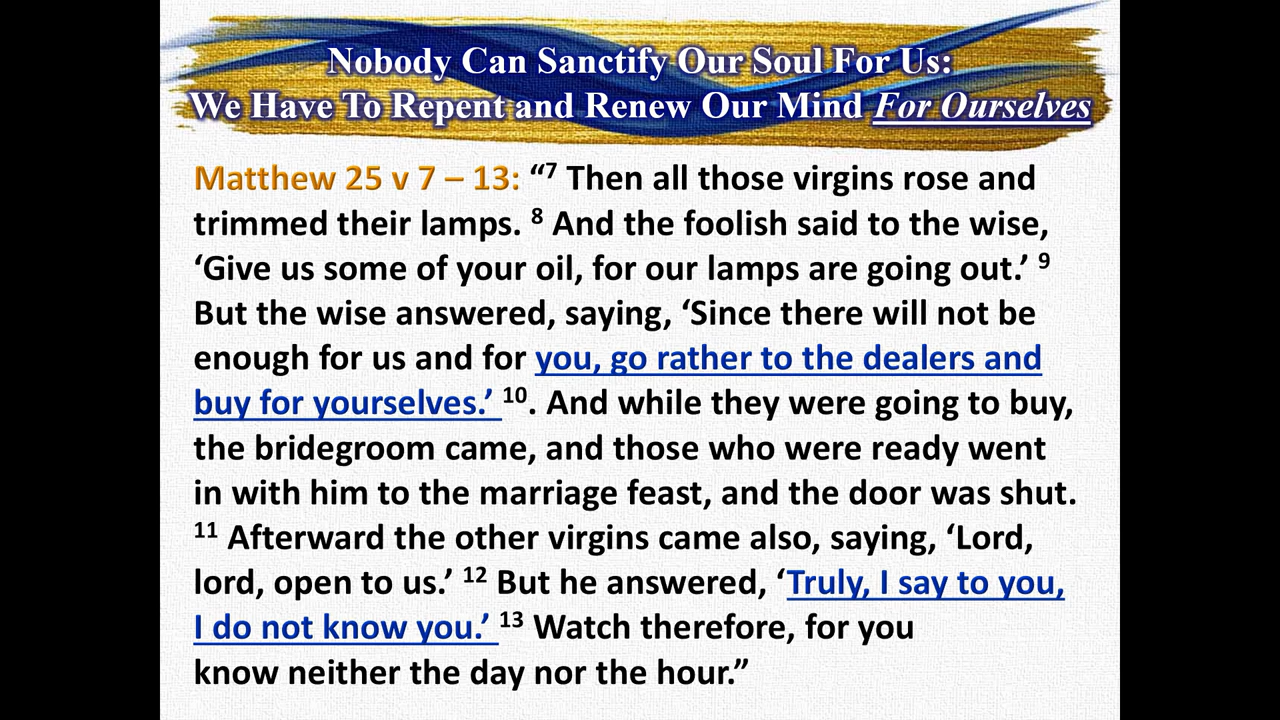 Nobody Can Sanctify Our Soul For Us:
We Have To Repent and Renew Our Mind For Ourselves
Matthew 25 v 7 – 13: “7 Then all those virgins rose and
trimmed their lamps. 8 And the foolish said to the wise,
‘Give us some of your oil, for our lamps are going out.’ 9
But the wise answered, saying, ‘Since there will not be
enough for us and for you, go rather to the dealers and
buy for yourselves.’ 10. And while they were going to buy,
the bridegroom came, and those who were ready went
in with him to the marriage feast, and the door was shut.
11 Afterward the other virgins came also, saying, ‘Lord,
lord, open to us.’ 12 But he answered, ‘Truly, I say to you,
I do not know you.’ 13 Watch therefore, for you
know neither the day nor the hour.”